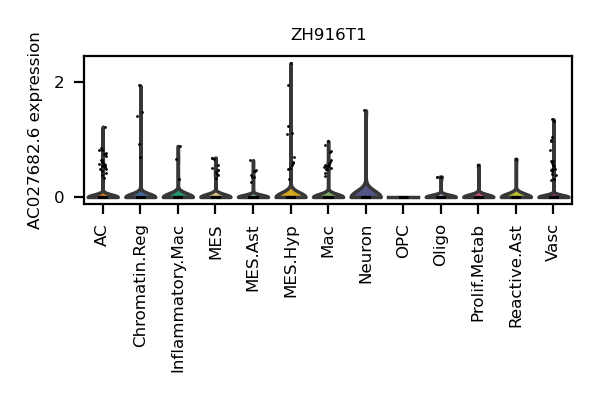 ZH916T1
AC027682.6 expression
2
0
AC
Chromatin.Reg
Inflammatory.Mac
MES
MES.Ast
MES.Hyp
Mac
Neuron
OPC
Oligo
Prolif.Metab
Reactive.Ast
Vasc